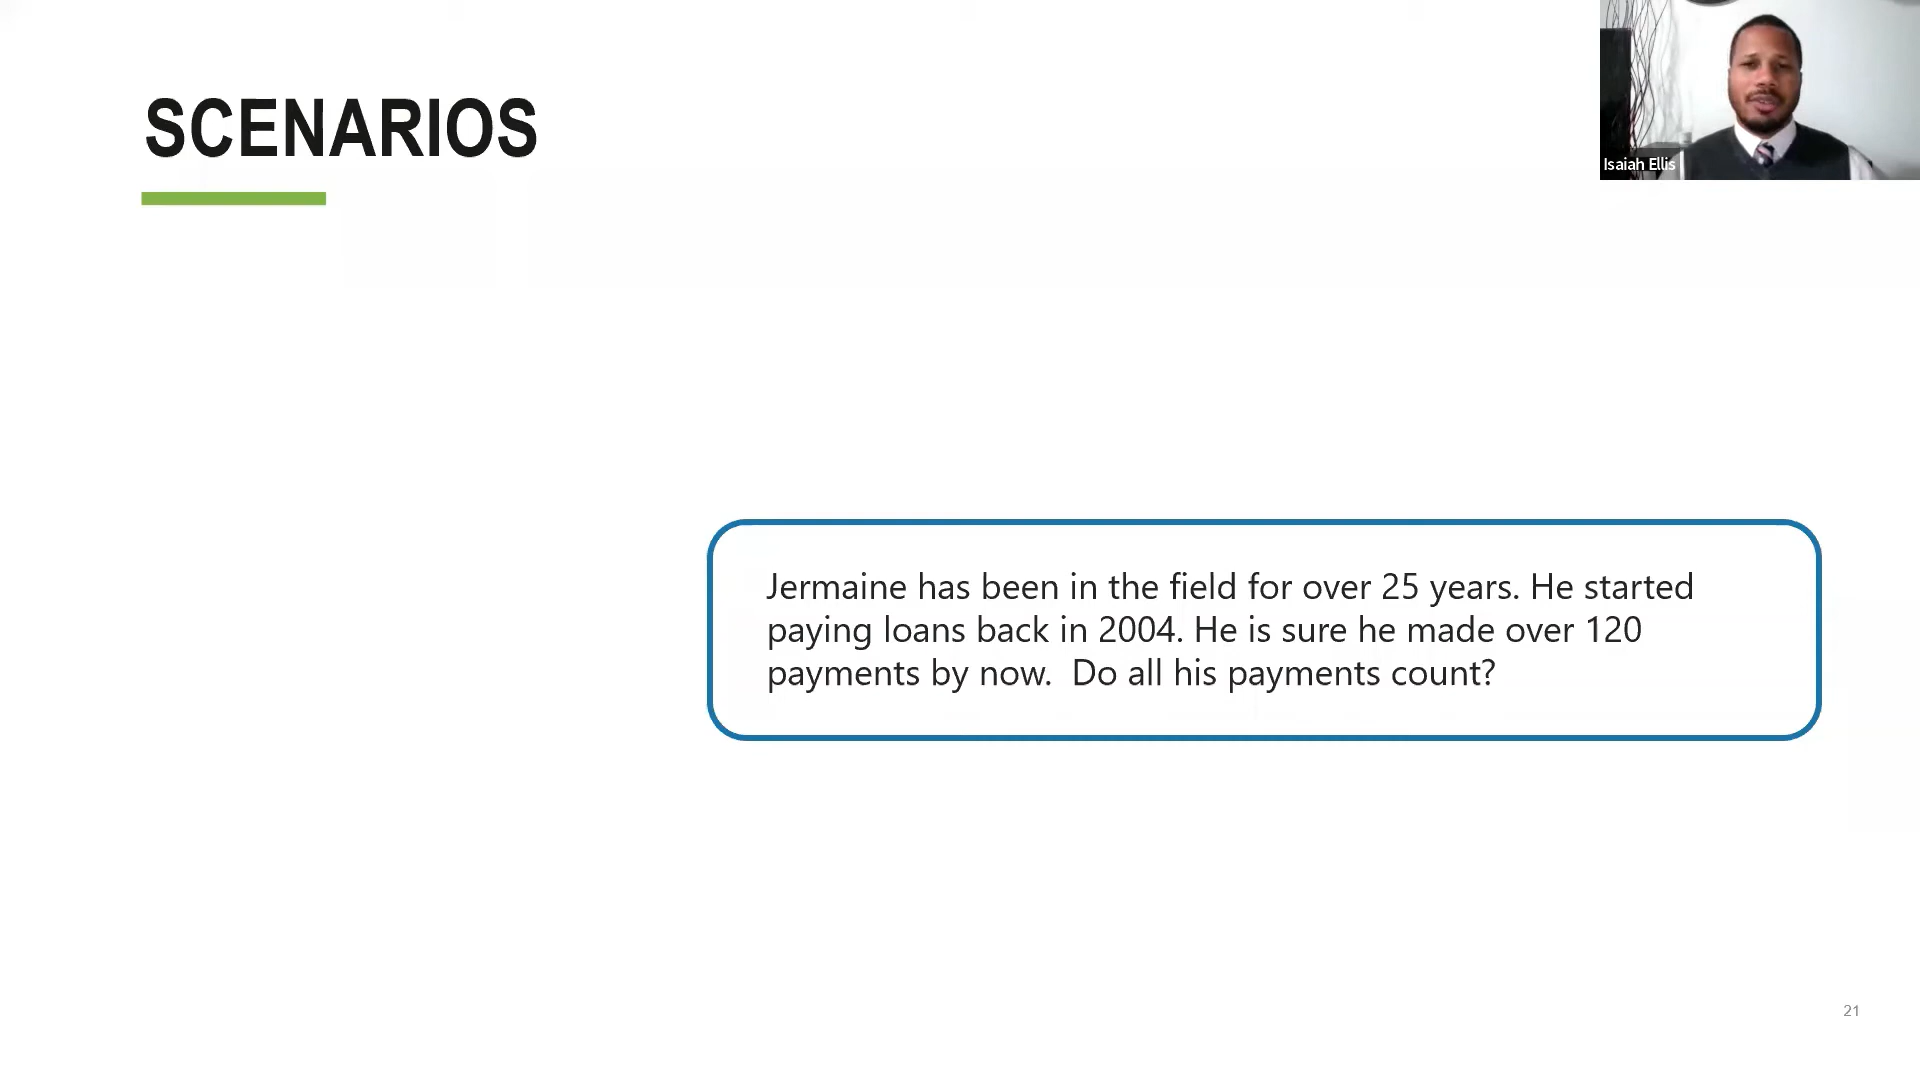 SCENARIOS
Isaiah Ellis
Jermaine has been in the field for over 25 years. He started
paying loans back in 2004. He is sure he made over 120
payments by now.  Do all his payments count?
21